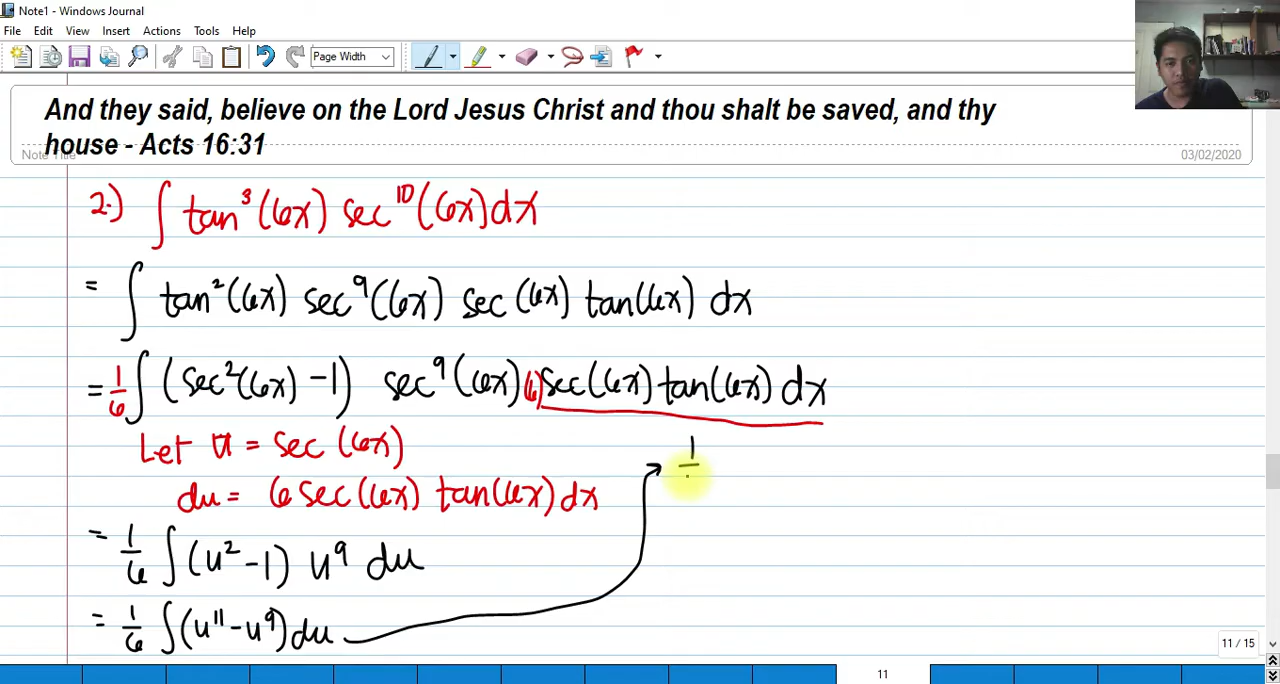 Note1 - Windows Journal
File Edit View Insert Actions Tools Help
Page Width
And they said, believe on the Lord Jesus Christ and thou shalt be saved, and thy
house - Acts 16:31
Note Title
03/02/2020
2.) ∫ tan³(6x) sec¹⁰(6x)dx
= ∫ tan²(6x) sec⁹(6x) sec(6x) tan(6x) dx
= 1/6 ∫ (sec²(6x) - 1) sec⁹(6x)(6)sec(6x)tan(6x)dx
Let u = sec(6x)
du = 6 sec(6x) tan(6x)dx
= 1/6 ∫(u² - 1) u⁹ du
= 1/6 ∫(u¹¹ - u⁹)du
1
11 / 15
11